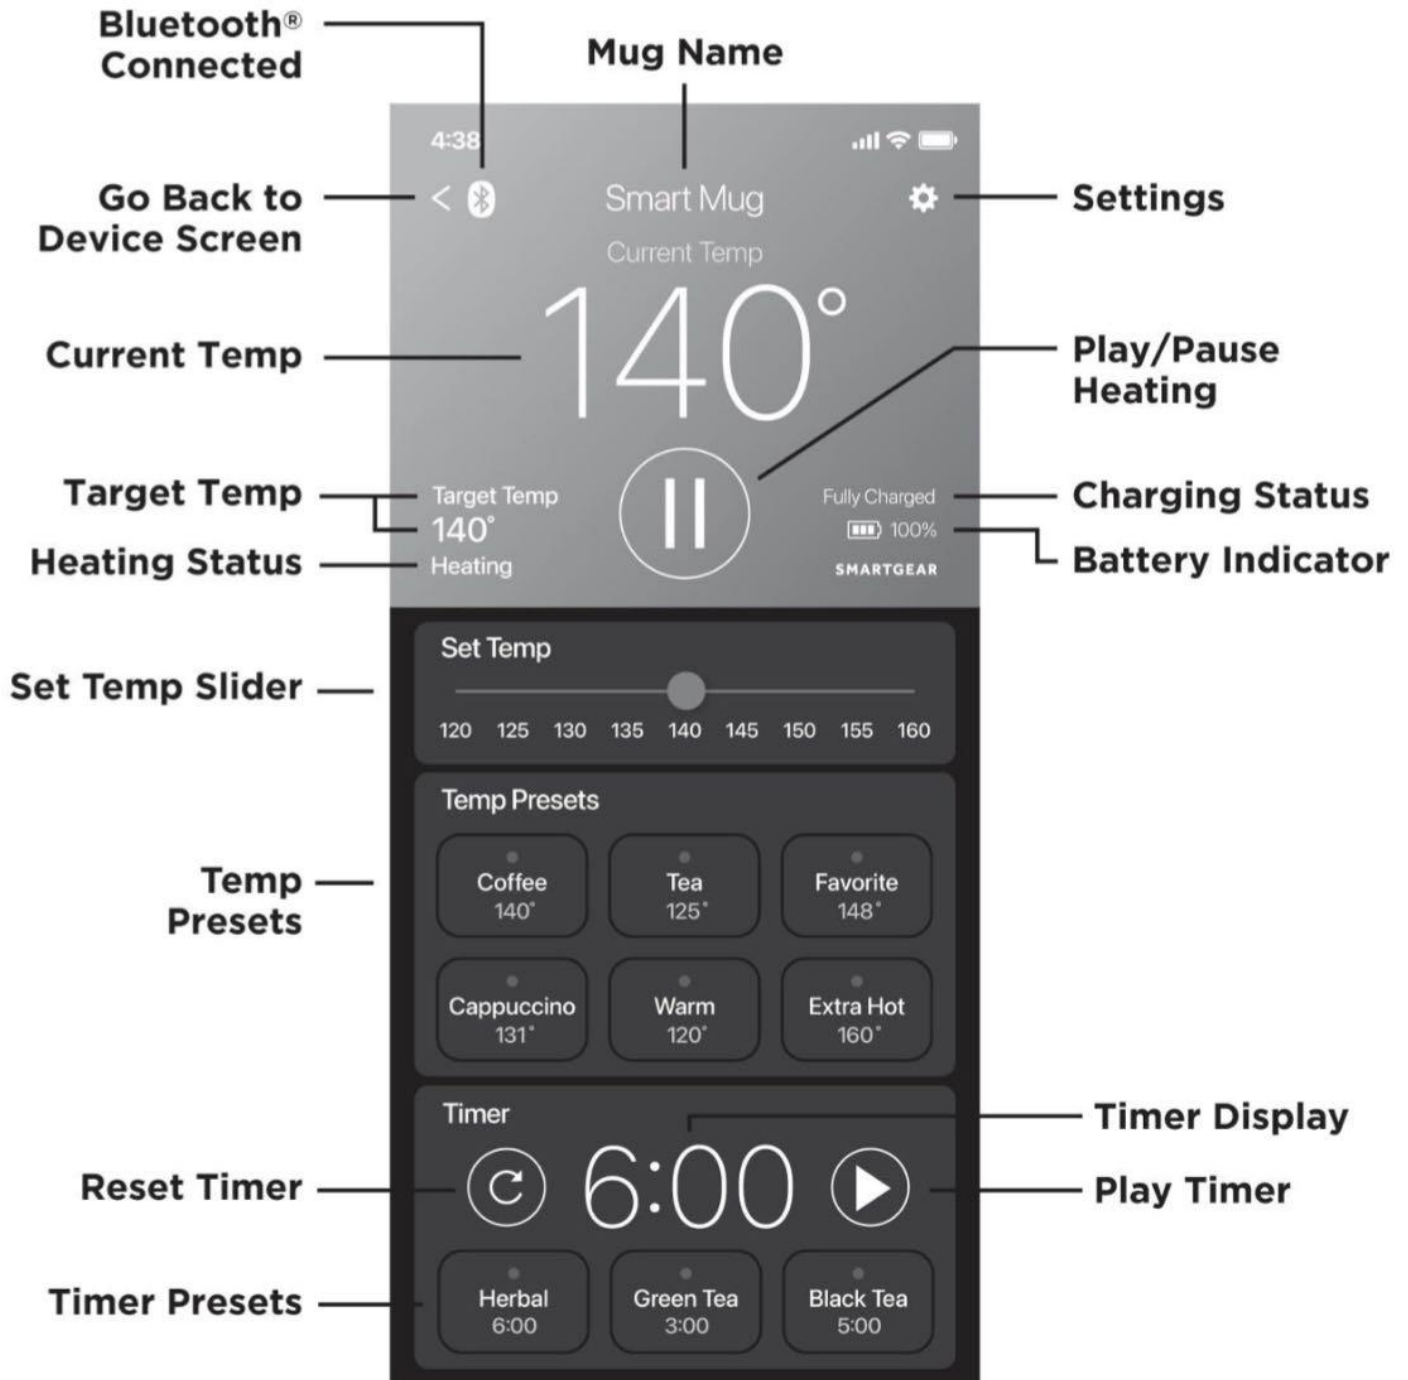 Bluetooth®
Connected
Mug Name
4:38
Go Back to
Device Screen
Smart Mug
Settings
Current Temp
140°
Current Temp
Play/Pause
Heating
Target Temp
Target Temp
140°
Heating Status
Heating
Fully Charged
Charging Status
100%
Battery Indicator
SMARTGEAR
Set Temp
Set Temp Slider
120 125 130 135 140 145 150 155 160
Temp Presets
Temp
Presets
Coffee Tea Favorite
140° 125° 148°
Cappuccino Warm Extra Hot
131° 120° 160°
Timer
Timer Display
Reset Timer
6:00
Play Timer
Timer Presets
Herbal Green Tea Black Tea
6:00 3:00 5:00